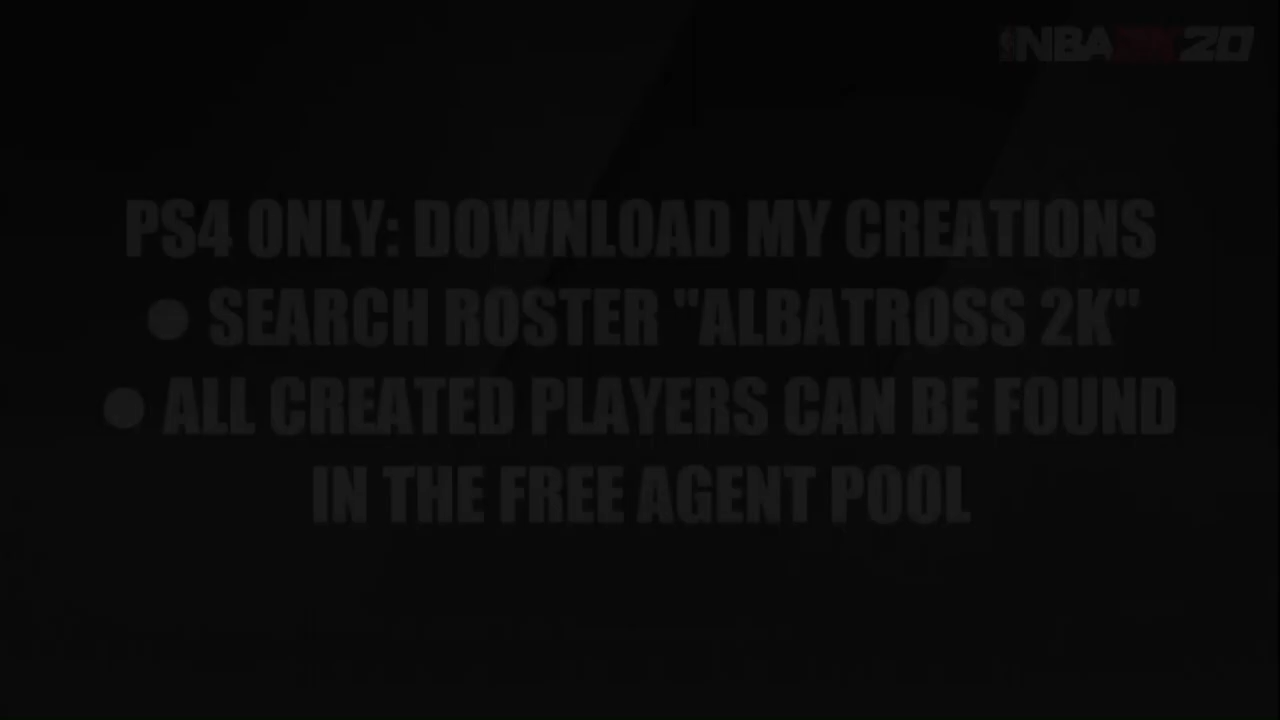 NBA 2K20
PS4 ONLY: DOWNLOAD MY CREATIONS
● SEARCH ROSTER "ALBATROSS 2K"
● ALL CREATED PLAYERS CAN BE FOUND
IN THE FREE AGENT POOL